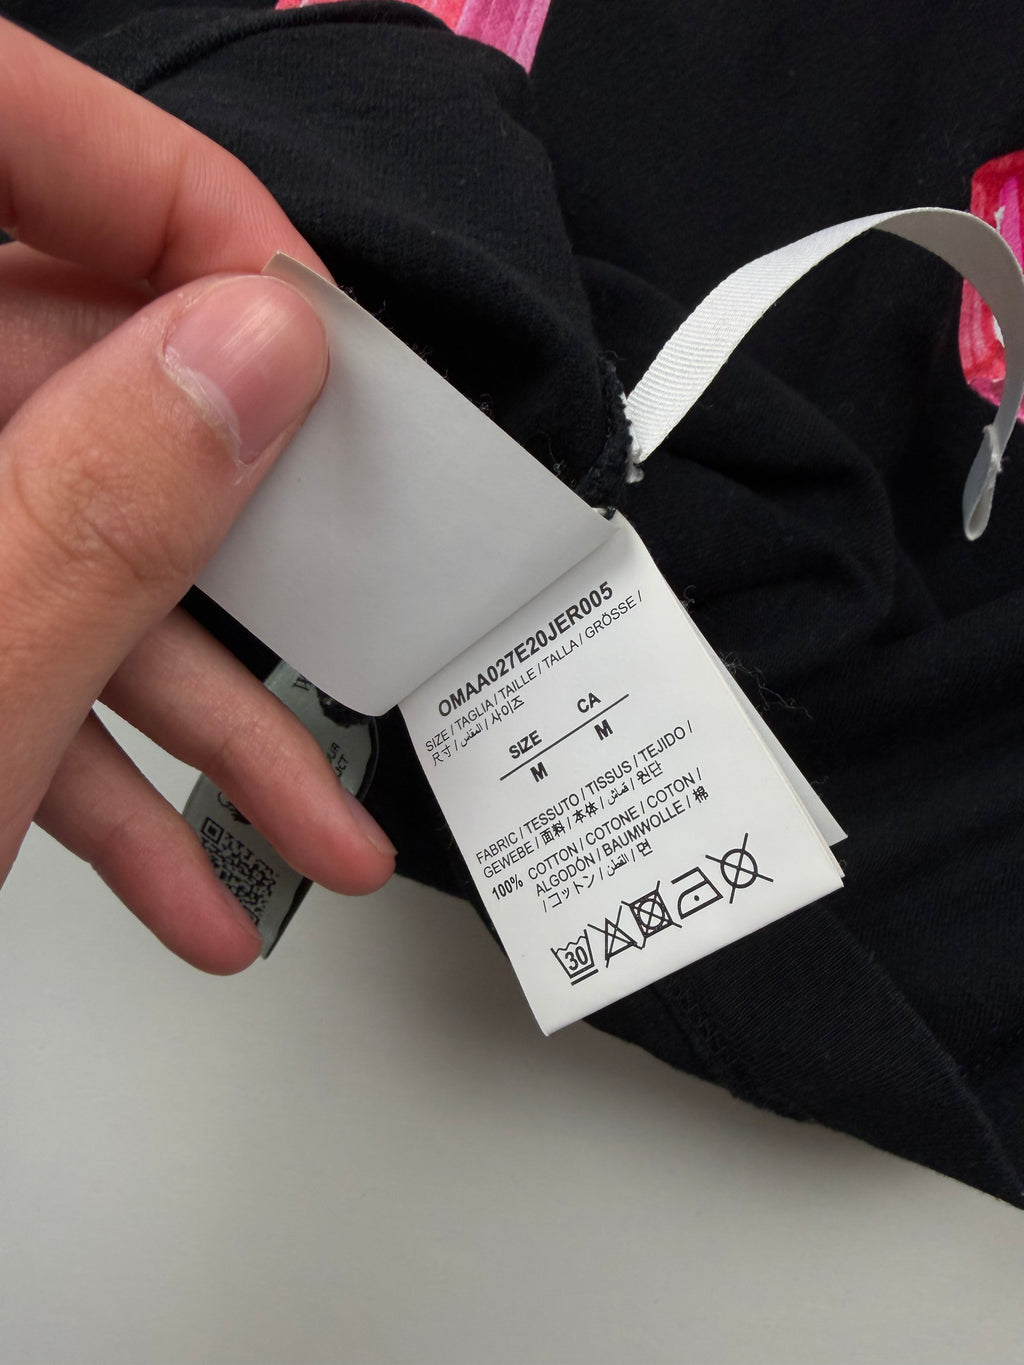 OMAA027E20JER005
SIZE / TAGLIA / TAILLE / TALLA / GRÖSSE /
尺寸 / المقاس / 사이즈
SIZE CA
M M
FABRIC / TESSUTO / TISSUS / TEJIDO /
GEWEBE / 面料 / 本体 / قماش / 원단
100% COTTON / COTONE / COTON /
ALGODÓN / BAUMWOLLE / 棉
/ コットン / القطن / 면
30